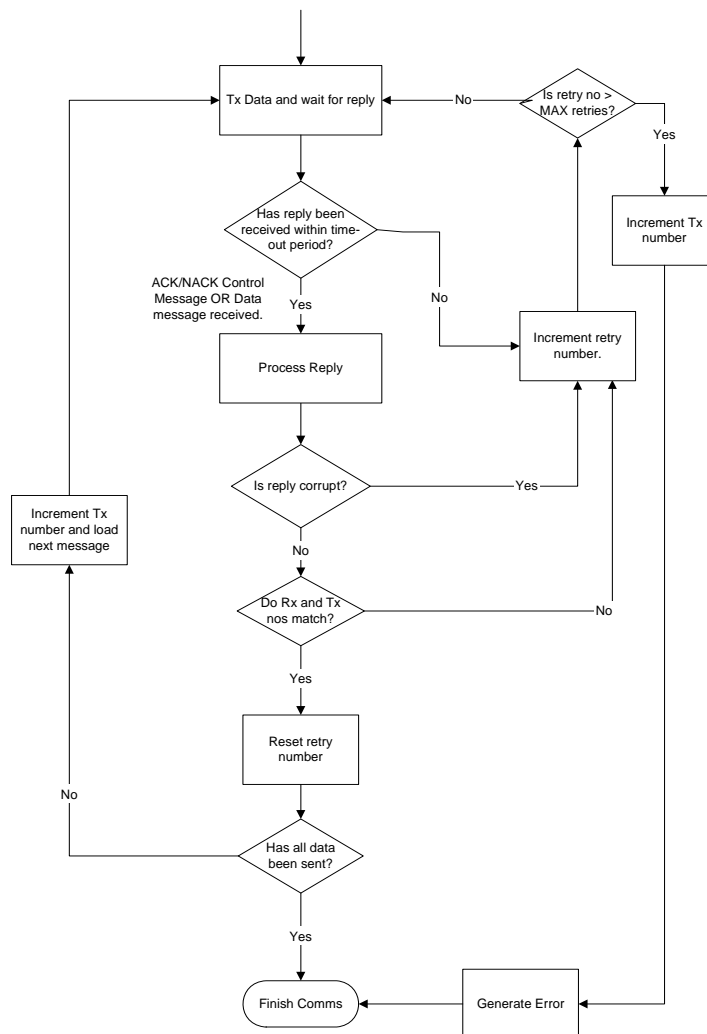 Tx Data and wait for reply
No
Is retry no >
MAX retries?
Yes
Increment Tx
number
Has reply been
received within time-
out period?
ACK/NACK Control
Message OR Data
message received.
Yes
No
Increment retry
number.
Process Reply
Is reply corrupt?
Yes
Increment Tx
number and load
next message
No
Do Rx and Tx
nos match?
No
Yes
Reset retry
number
No
Has all data
been sent?
Yes
Finish Comms
Generate Error